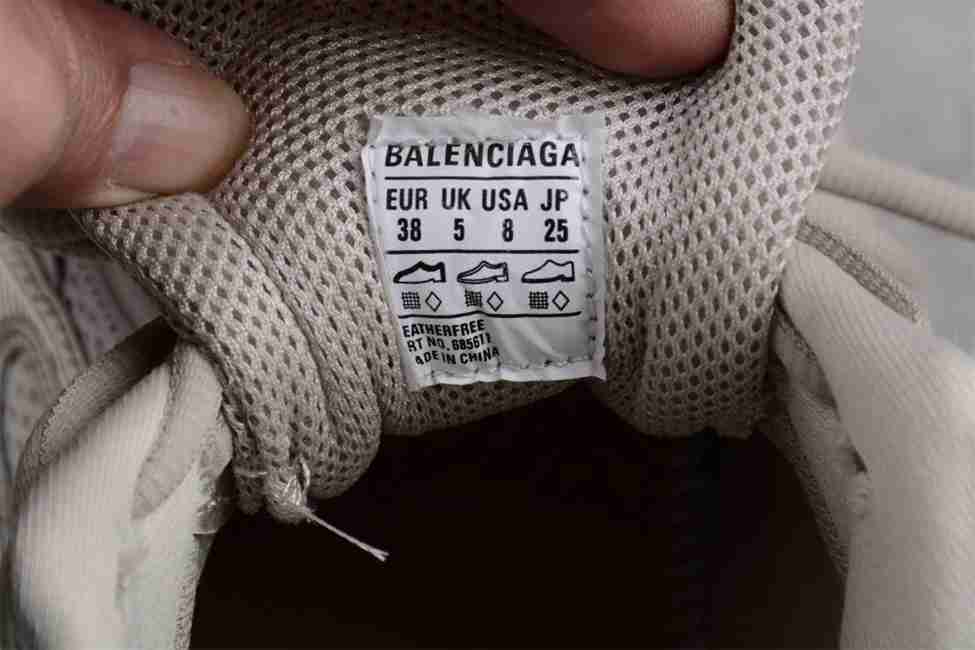 BALENCIAGA
EUR UK USA JP
38 5 8 25
EATHERFREE
RT NO. 685611
ADE IN CHINA